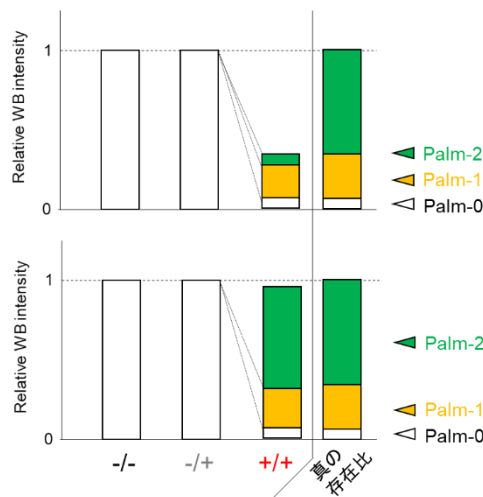 Relative WB intensity
1
0
Palm-2
Palm-1
Palm-0
Relative WB intensity
1
0
Palm-2
Palm-1
Palm-0
-/-
-/+
+/+
真の
存在比